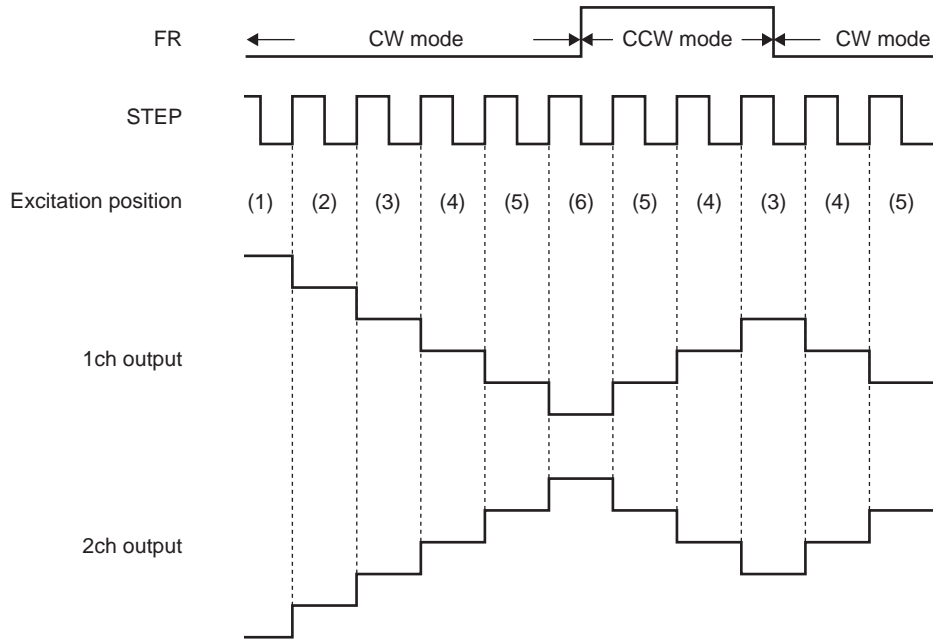 FR CW mode CCW mode CW mode
STEP
Excitation position (1) (2) (3) (4) (5) (6) (5) (4) (3) (4) (5)
1ch output
2ch output